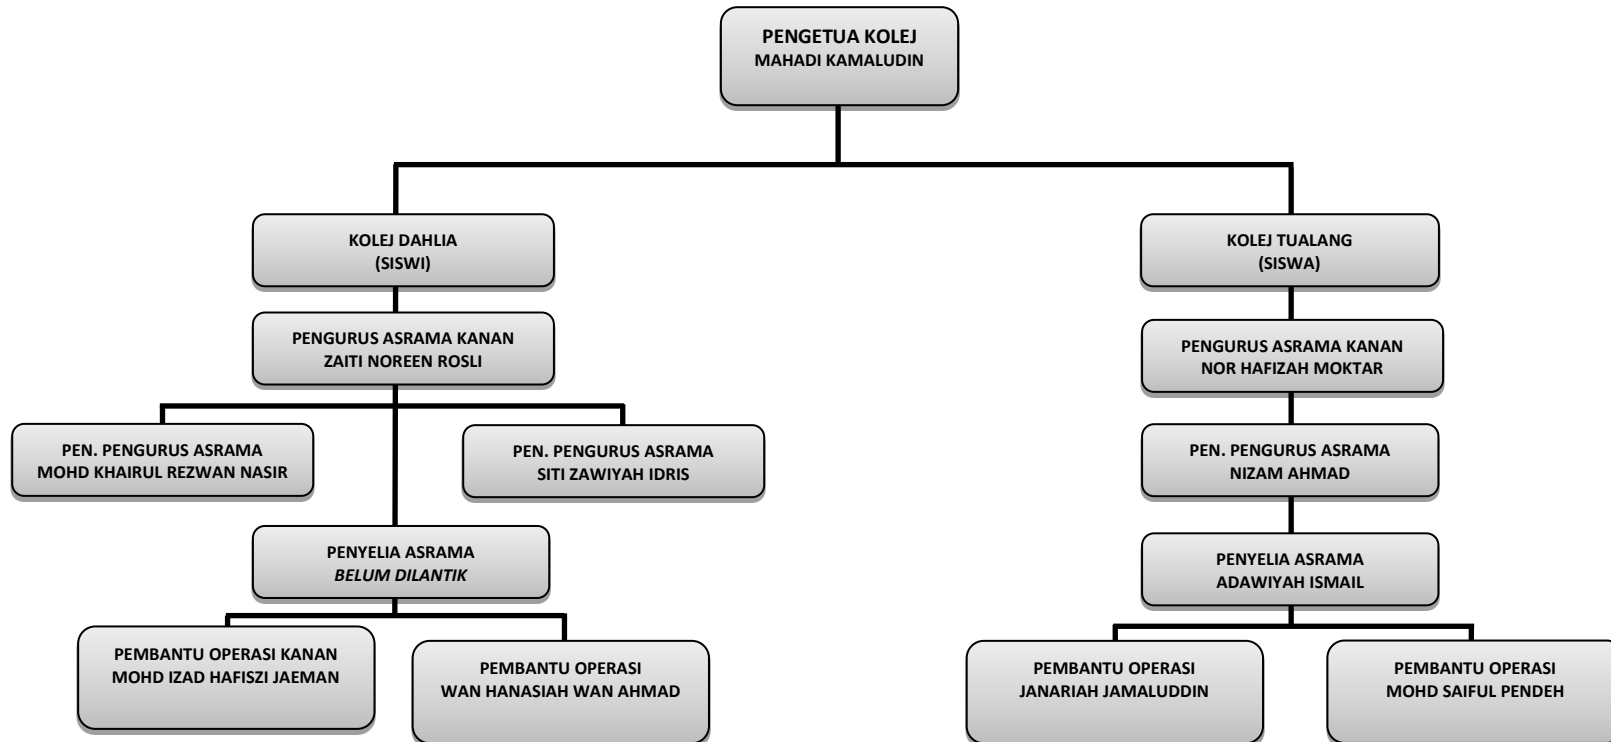 PENGETUA KOLEJ
MAHADI KAMALUDIN
KOLEJ DAHLIA
(SISWI)
KOLEJ TUALANG
(SISWA)
PENGURUS ASRAMA KANAN
ZAITI NOREEN ROSLI
PENGURUS ASRAMA KANAN
NOR HAFIZAH MOKTAR
PEN. PENGURUS ASRAMA
MOHD KHAIRUL REZWAN NASIR
PEN. PENGURUS ASRAMA
SITI ZAWIYAH IDRIS
PEN. PENGURUS ASRAMA
NIZAM AHMAD
PENYELIA ASRAMA
BELUM DILANTIK
PENYELIA ASRAMA
ADAWIYAH ISMAIL
PEMBANTU OPERASI KANAN
MOHD IZAD HAFISZI JAEMAN
PEMBANTU OPERASI
WAN HANASIAH WAN AHMAD
PEMBANTU OPERASI
JANARIAH JAMALUDDIN
PEMBANTU OPERASI
MOHD SAIFUL PENDEH